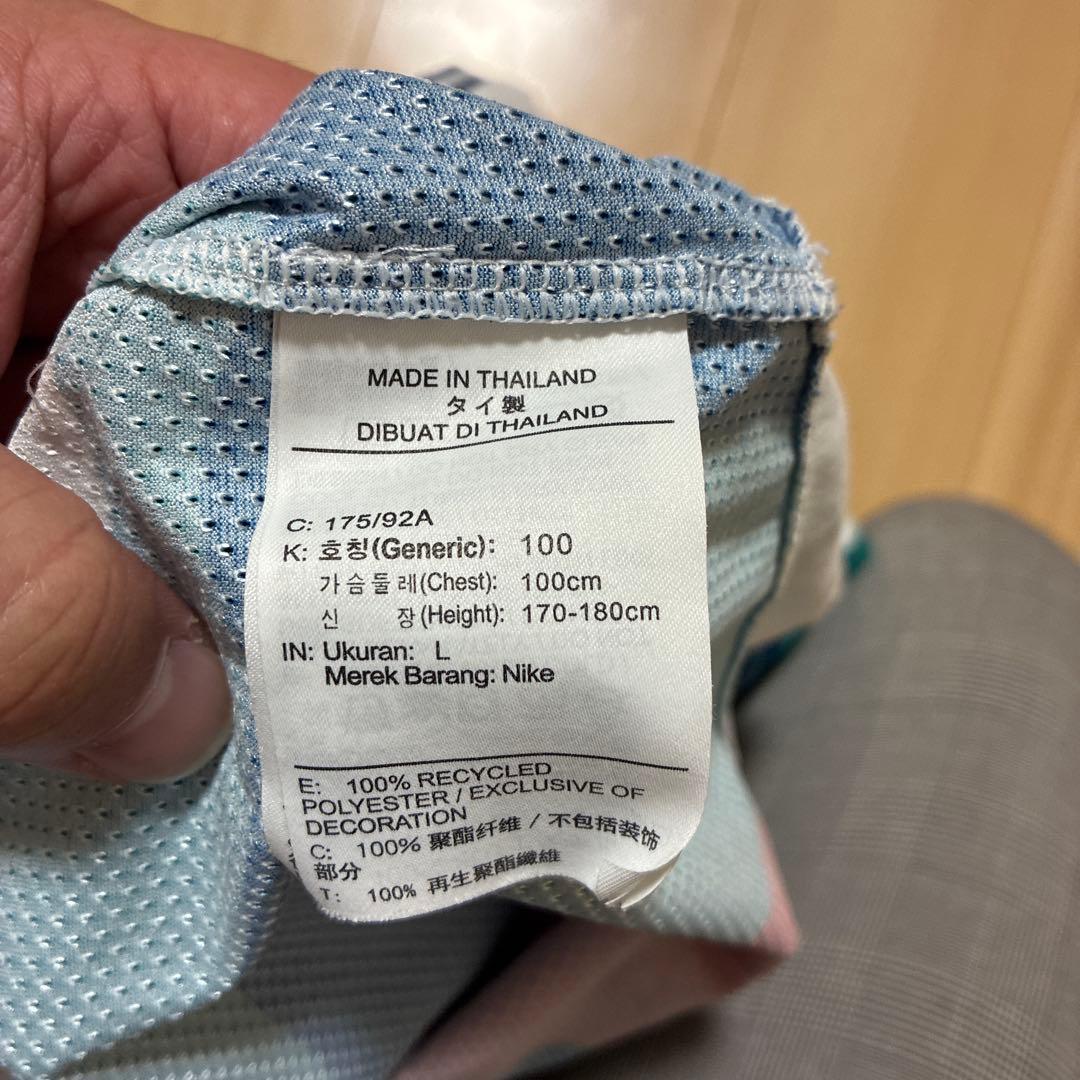 MADE IN THAILAND
タイ製
DIBUAT DI THAILAND
C: 175/92A
K: 호칭(Generic): 100
가슴둘레(Chest): 100cm
신 장(Height): 170-180cm
IN: Ukuran: L
Merek Barang: Nike
E: 100% RECYCLED
POLYESTER / EXCLUSIVE OF
DECORATION
C: 100% 聚酯纤维 / 不包括装饰
部分
T: 100% 再生聚酯纖維